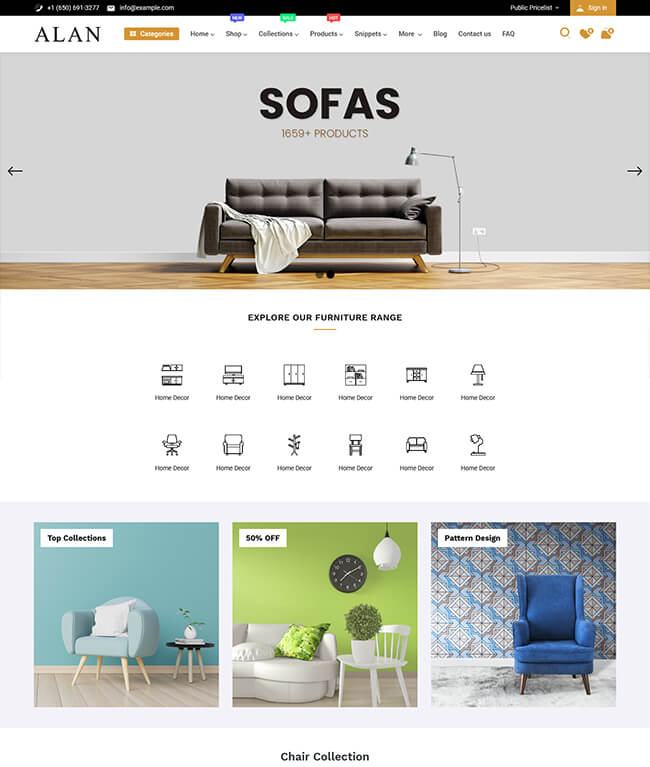 +1 (650) 691-3277 info@example.com Public Pricelist Sign in
NEW SALE HOT
ALAN Categories Home Shop Collections Products Snippets More Blog Contact us FAQ 0 0
SOFAS
1659+ PRODUCTS
EXPLORE OUR FURNITURE RANGE
Home Decor Home Decor Home Decor Home Decor Home Decor Home Decor
Home Decor Home Decor Home Decor Home Decor Home Decor Home Decor
Top Collections 50% OFF Pattern Design
Chair Collection